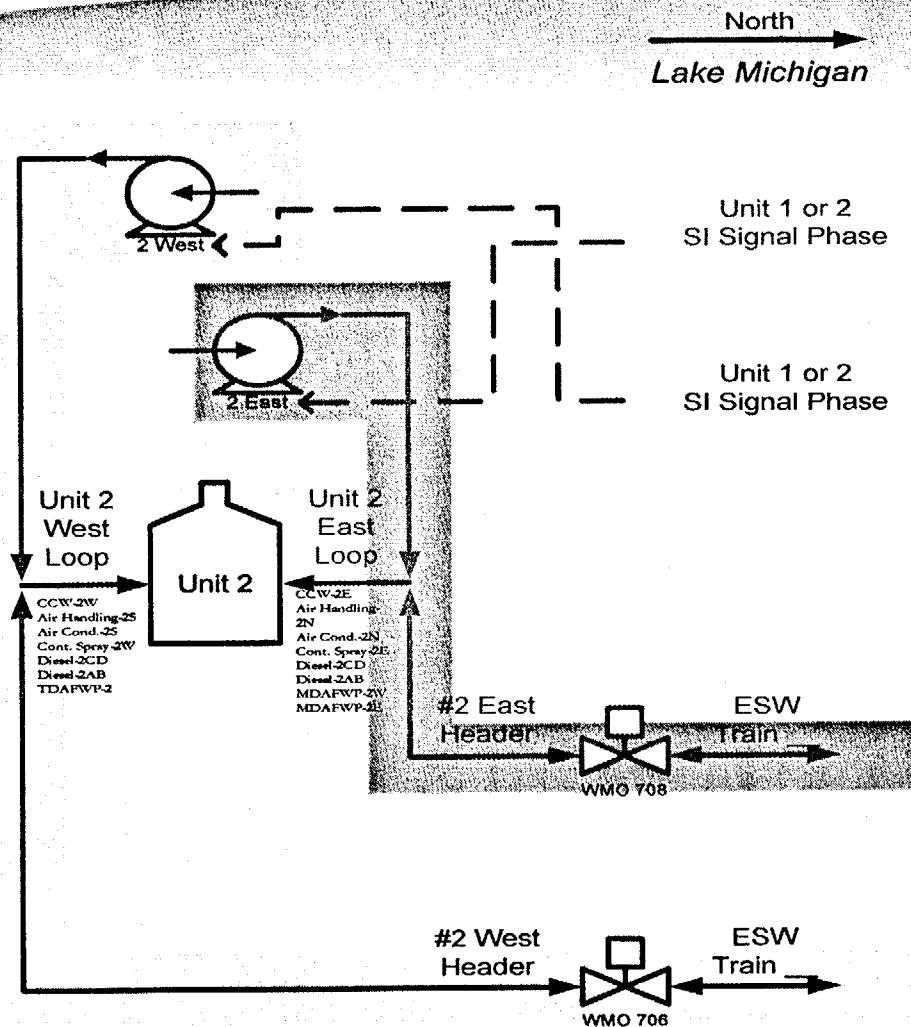 North
Lake Michigan
2 West
Unit 1 or 2
SI Signal Phase
2 East
Unit 1 or 2
SI Signal Phase
Unit 2
West
Loop
Unit 2
Unit 2
East
Loop
CCW-2W
Air Handling-2S
Air Cond.-2S
Cont. Spray-2W
Diesel-2CD
Diesel-2AB
TDAFWP-2
CCW-2E
Air Handling-
2N
Air Cond.-2N
Cont. Spray-2E
Diesel-2CD
Diesel-2AB
MDAFWP-2W
MDAFWP-2E
#2 East
Header
ESW
Train __
WMO 708
#2 West
Header
ESW
Train __
WMO 706